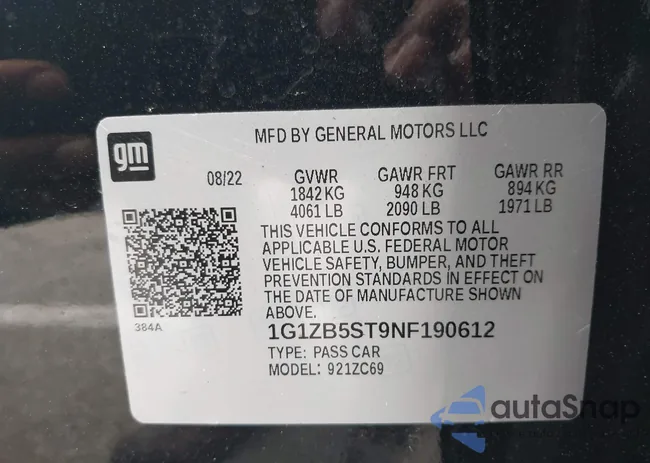 gm
MFD BY GENERAL MOTORS LLC
08/22 GVWR GAWR FRT GAWR RR
1842 KG 948 KG 894 KG
4061 LB 2090 LB 1971 LB
THIS VEHICLE CONFORMS TO ALL
APPLICABLE U.S. FEDERAL MOTOR
VEHICLE SAFETY, BUMPER, AND THEFT
PREVENTION STANDARDS IN EFFECT ON
THE DATE OF MANUFACTURE SHOWN
ABOVE.
384A
1G1ZB5ST9NF190612
TYPE: PASS CAR
MODEL: 921ZC69
autoSnap